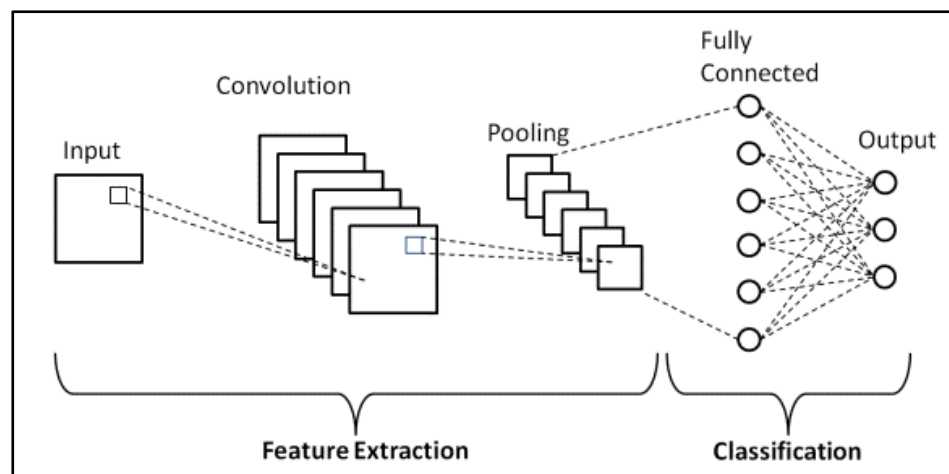 Input
Convolution
Pooling
Fully
Connected
Output
Feature Extraction
Classification